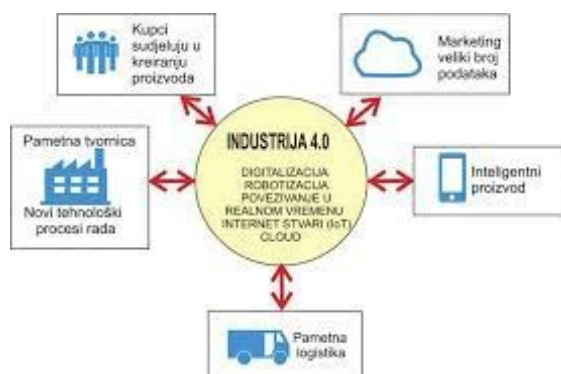 Kupci
sudjeluju u
kreiranju
proizvoda
Marketing
veliki broj
podataka
Pametna tvornica
Novi tehnološki
procesi rada
INDUSTRIJA 4.0
DIGITALIZACIJA
ROBOTIZACIJA
POVEZIVANJE U
REALNOM VREMENU
INTERNET STVARI (IoT)
CLOUD
Inteligentni
proizvod
Pametna
logistika